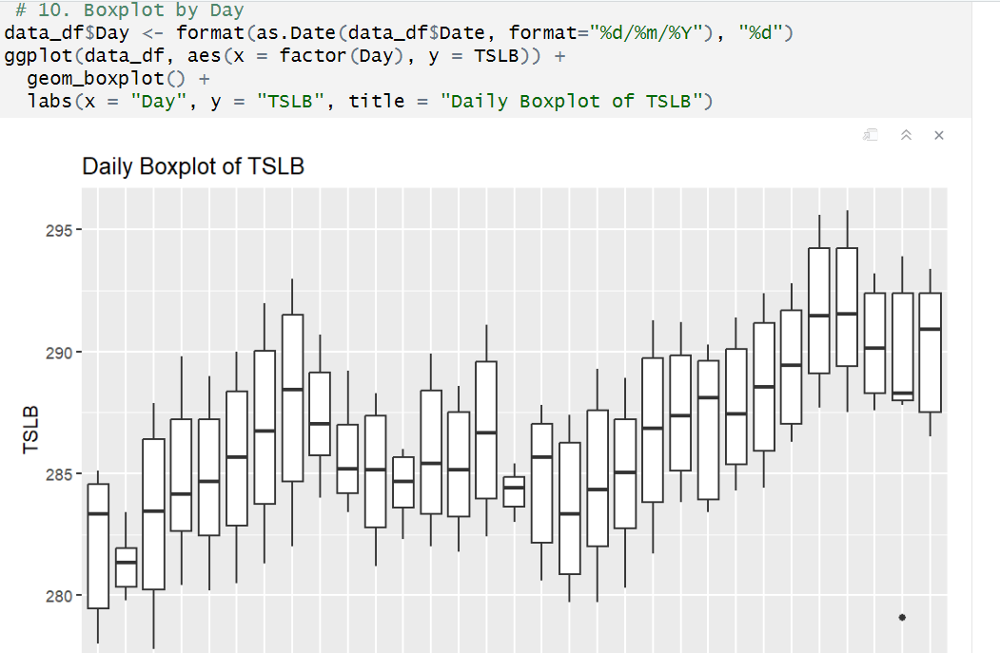 # 10. Boxplot by Day
data_df$Day <- format(as.Date(data_df$Date, format="%d/%m/%Y"), "%d")
ggplot(data_df, aes(x = factor(Day), y = TSLB)) +
  geom_boxplot() +
  labs(x = "Day", y = "TSLB", title = "Daily Boxplot of TSLB")
Daily Boxplot of TSLB
295
290
TSLB
285
280